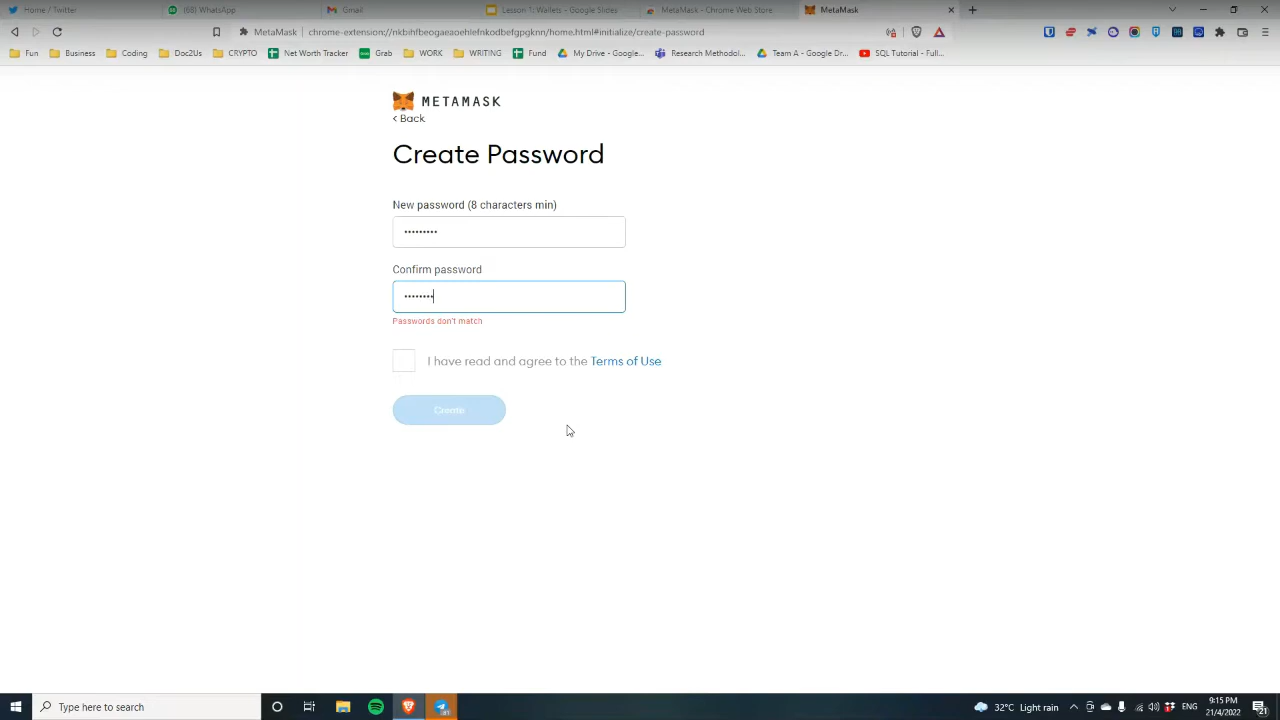 Home / Twitter
(68) WhatsApp
Gmail
Lesson 1: Wallets - Google Slides
MetaMask - Chrome Web Store
MetaMask
MetaMask | chrome-extension://nkbihfbeogaeaoehlefnkodbefgpgknn/home.html#initialize/create-password
Fun
Business
Coding
Doc2Us
CRYPTO
Net Worth Tracker
Grab
WORK
WRITING
Fund
My Drive - Google...
Research Methodol...
Team A - Google Dr...
SQL Tutorial - Full...
METAMASK
< Back
Create Password
New password (8 characters min)
•••••••••
Confirm password
••••••••
Passwords don't match
I have read and agree to the Terms of Use
Create
Type here to search
32°C Light rain
ENG
9:15 PM
21/4/2022